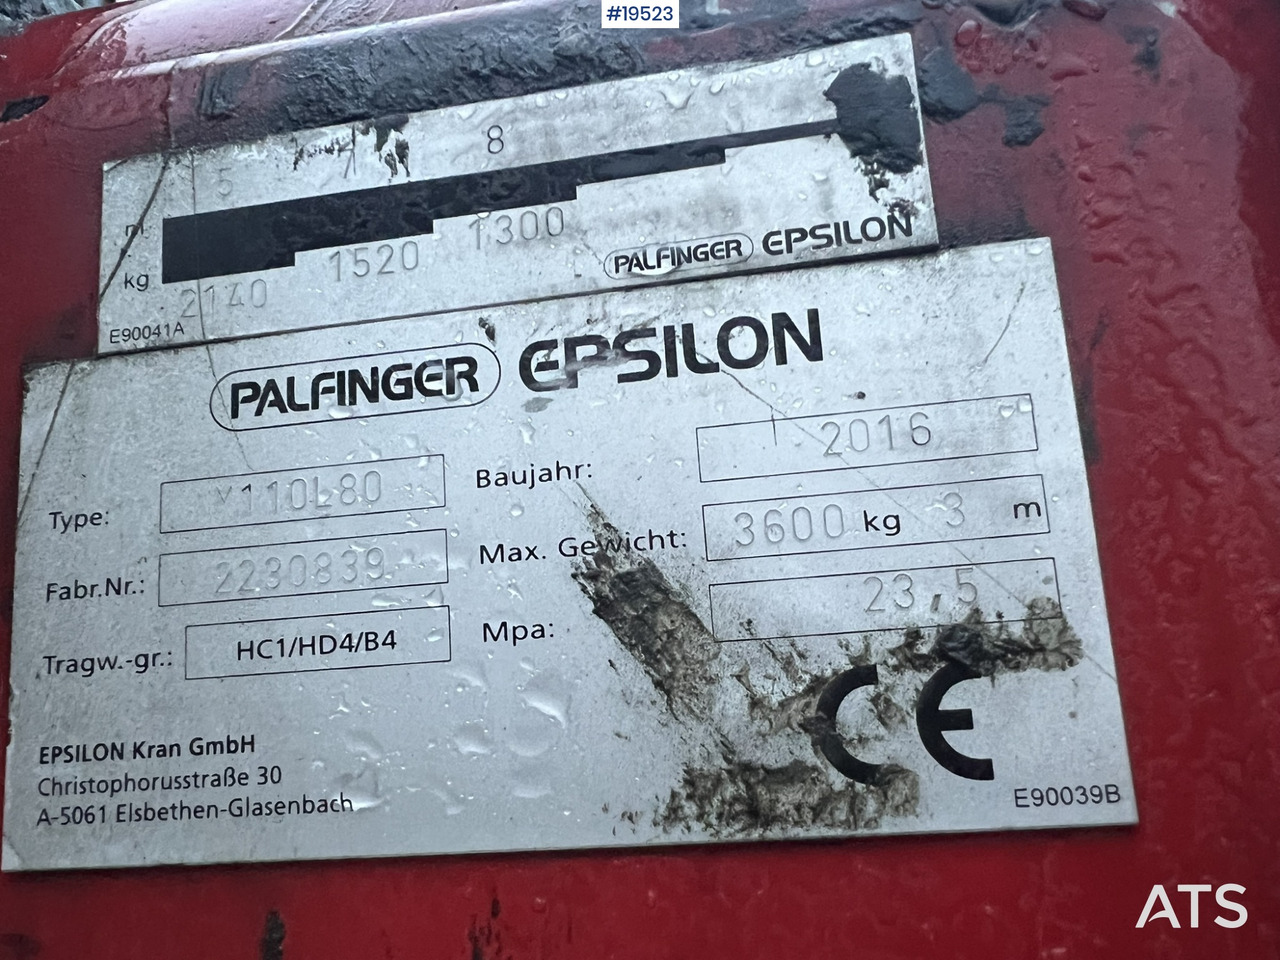 #19523
5 8
m
kg 2140 1520 1300
PALFINGER EPSILON
E90041A
PALFINGER EPSILON
Type: M110L80
Baujahr: 2016
Fabr.Nr.: 2230839
Max. Gewicht: 3600 kg 3 m
Tragw.-gr.: HC1/HD4/B4
Mpa: 23,5
CE
EPSILON Kran GmbH
Christophorusstraße 30
A-5061 Elsbethen-Glasenbach
E90039B
ATS